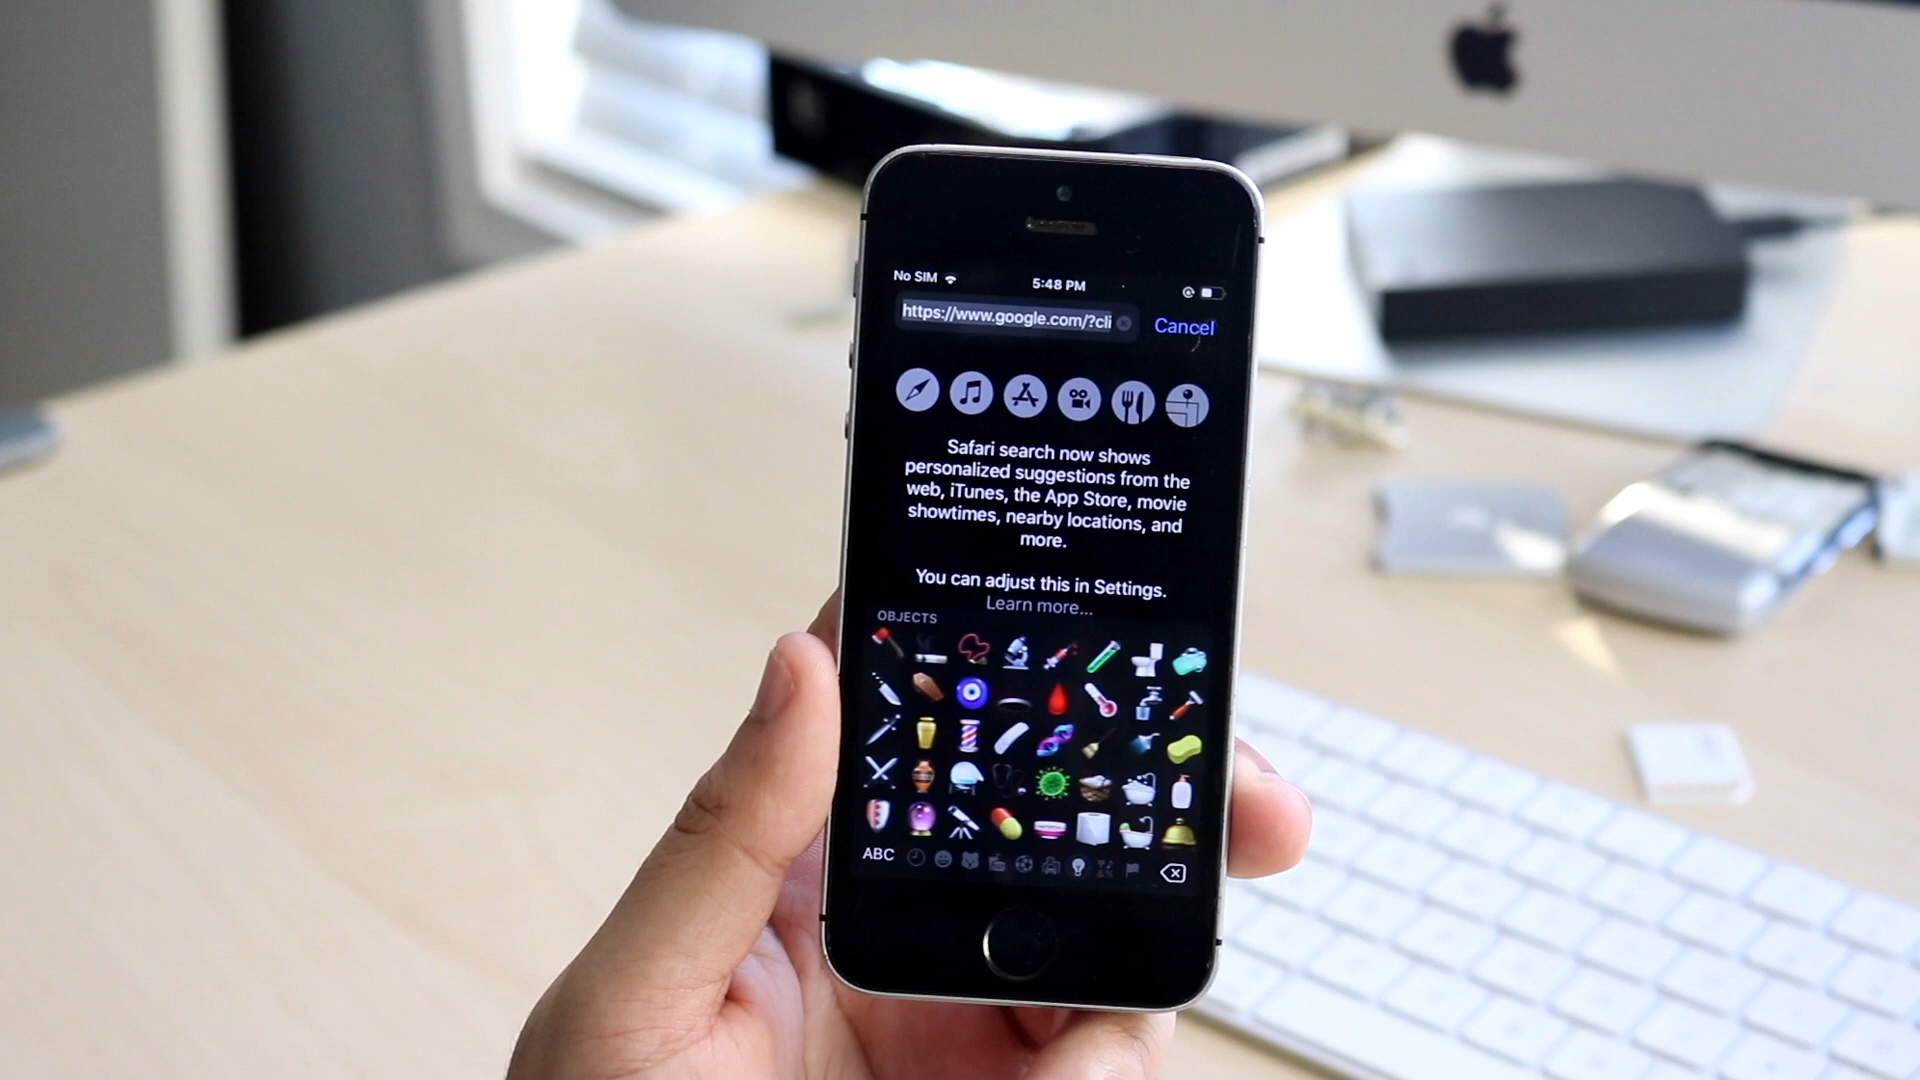 No SIM 5:48 PM
https://www.google.com/?cli Cancel
Safari search now shows
personalized suggestions from the
web, iTunes, the App Store, movie
showtimes, nearby locations, and
more.
You can adjust this in Settings.
Learn more...
OBJECTS
ABC